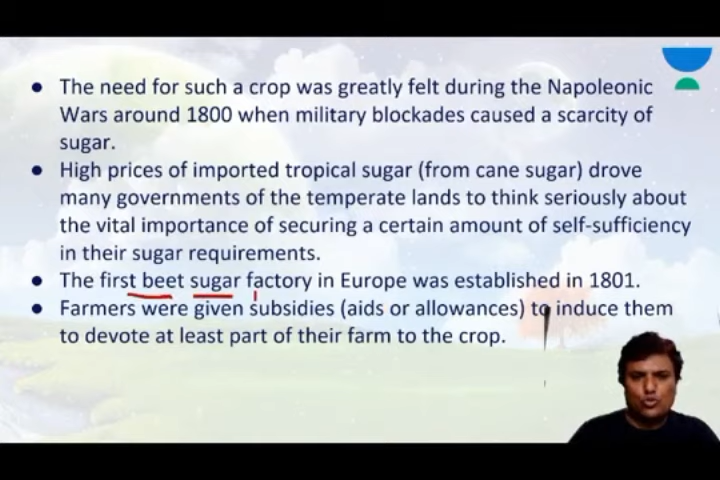 ● The need for such a crop was greatly felt during the Napoleonic
Wars around 1800 when military blockades caused a scarcity of
sugar.
● High prices of imported tropical sugar (from cane sugar) drove
many governments of the temperate lands to think seriously about
the vital importance of securing a certain amount of self-sufficiency
in their sugar requirements.
● The first beet sugar factory in Europe was established in 1801.
● Farmers were given subsidies (aids or allowances) to induce them
to devote at least part of their farm to the crop.